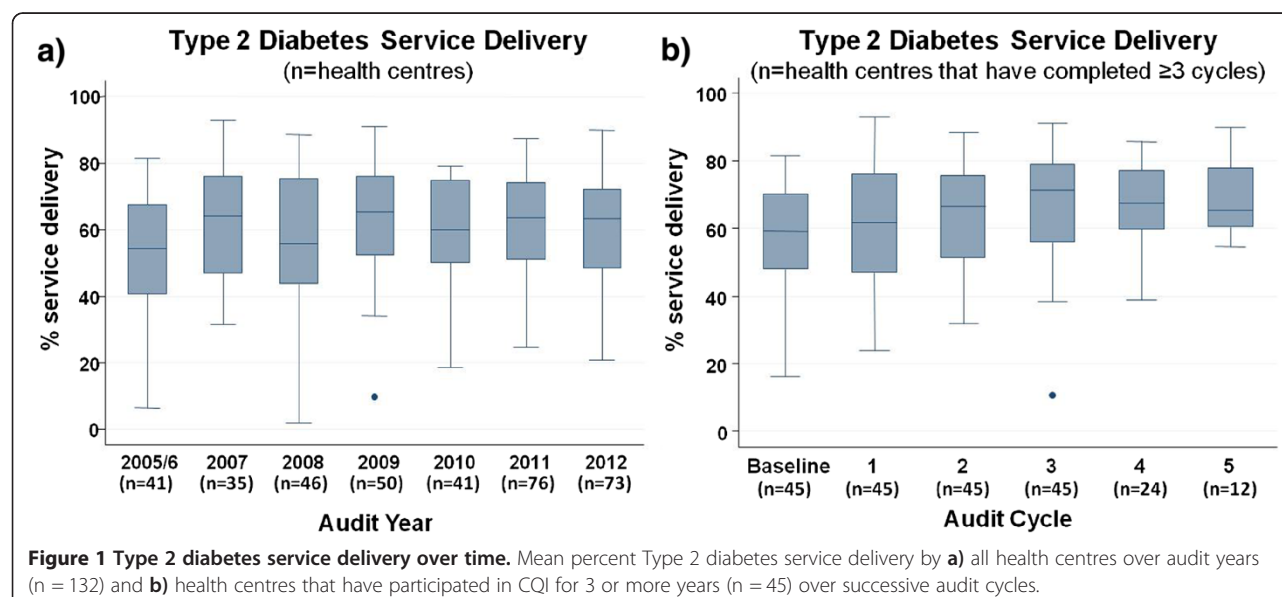 a)
Type 2 Diabetes Service Delivery
(n=health centres)
% service delivery
100
80
60
40
20
0
2005/6 2007 2008 2009 2010 2011 2012
(n=41) (n=35) (n=46) (n=50) (n=41) (n=76) (n=73)
Audit Year
b)
Type 2 Diabetes Service Delivery
(n=health centres that have completed ≥3 cycles)
% service delivery
100
80
60
40
20
0
Baseline 1 2 3 4 5
(n=45) (n=45) (n=45) (n=45) (n=24) (n=12)
Audit Cycle
Figure 1 Type 2 diabetes service delivery over time. Mean percent Type 2 diabetes service delivery by a) all health centres over audit years
(n = 132) and b) health centres that have participated in CQI for 3 or more years (n = 45) over successive audit cycles.